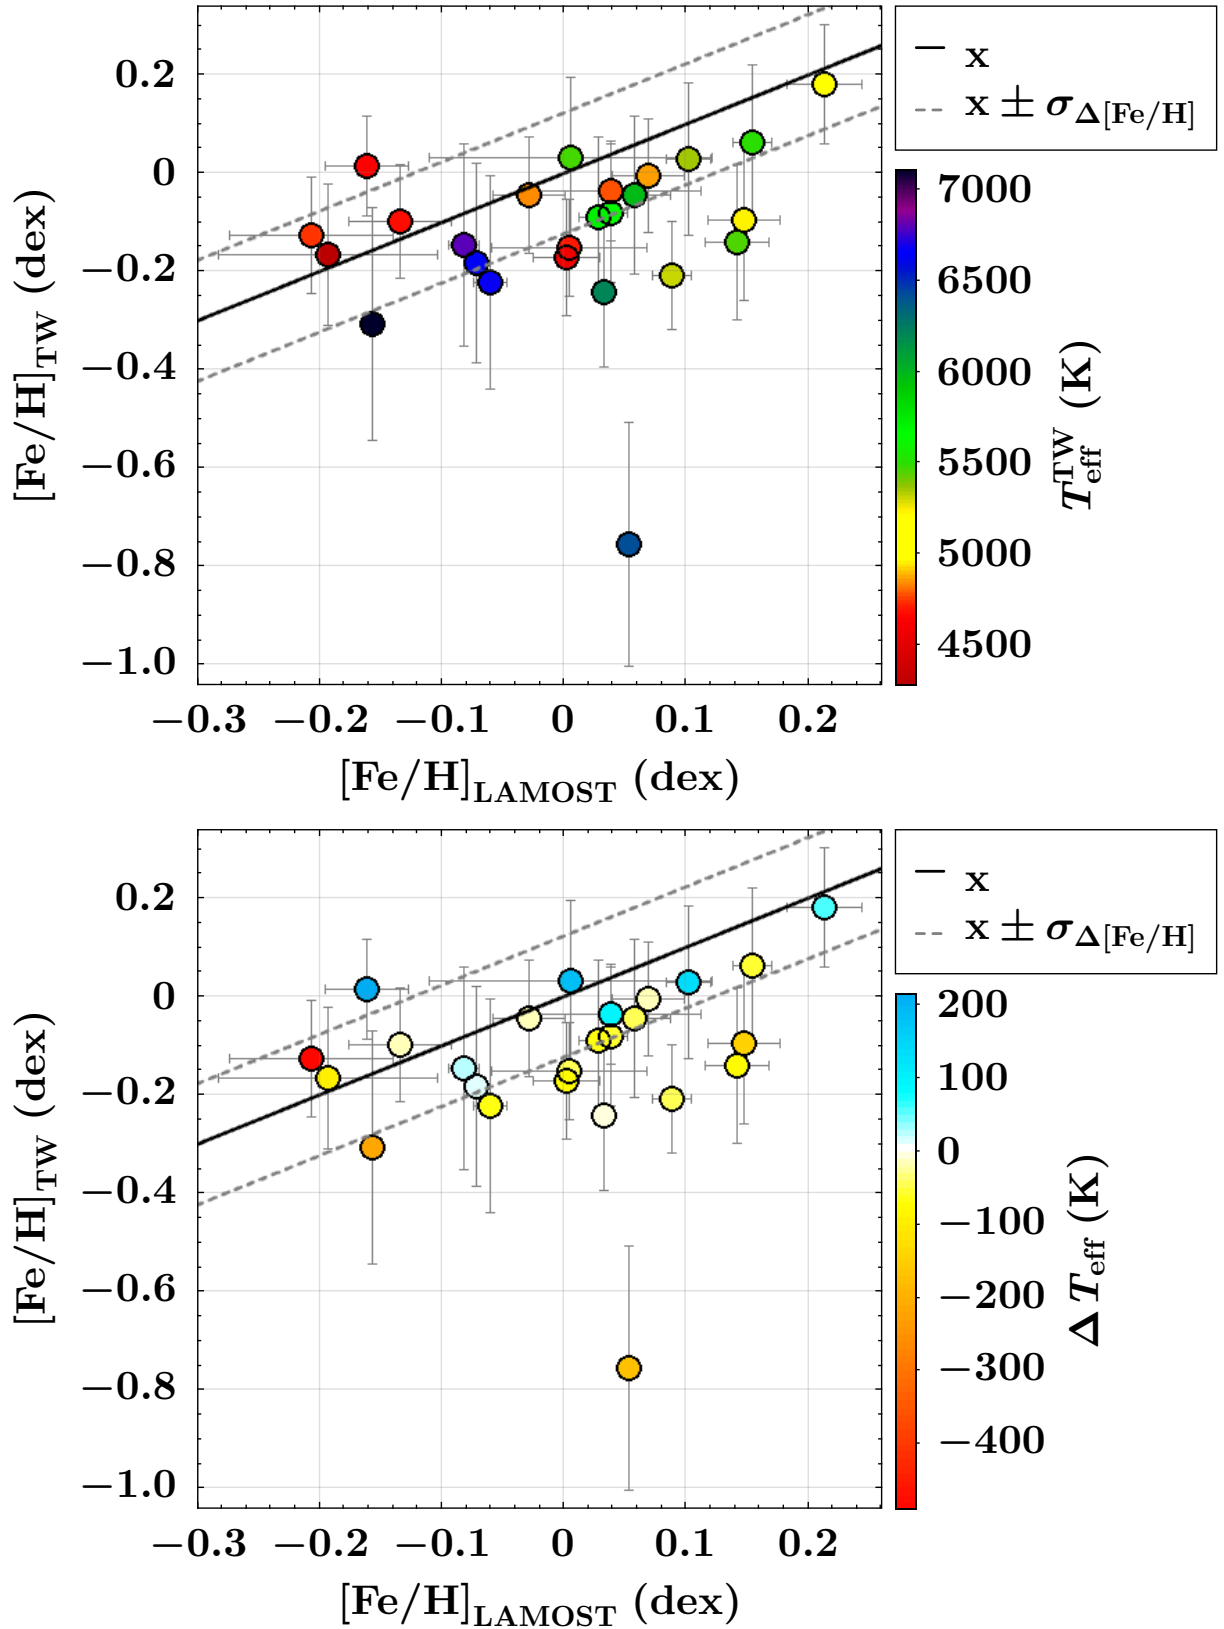 0.2
0
−0.2
−0.4
−0.6
−0.8
−1.0
[Fe/H]TW (dex)
−0.3 −0.2 −0.1 0 0.1 0.2
[Fe/H]LAMOST (dex)
x
x ± σΔ[Fe/H]
7000
6500
6000
5500
5000
4500
TeffTW (K)
0.2
0
−0.2
−0.4
−0.6
−0.8
−1.0
[Fe/H]TW (dex)
−0.3 −0.2 −0.1 0 0.1 0.2
[Fe/H]LAMOST (dex)
x
x ± σΔ[Fe/H]
200
100
0
−100
−200
−300
−400
Δ Teff (K)